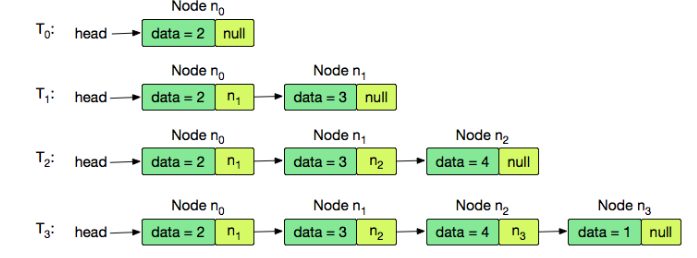 Node n₀
T₀: head data = 2 null
Node n₀ Node n₁
T₁: head data = 2 n₁ data = 3 null
Node n₀ Node n₁ Node n₂
T₂: head data = 2 n₁ data = 3 n₂ data = 4 null
Node n₀ Node n₁ Node n₂ Node n₃
T₃: head data = 2 n₁ data = 3 n₂ data = 4 n₃ data = 1 null